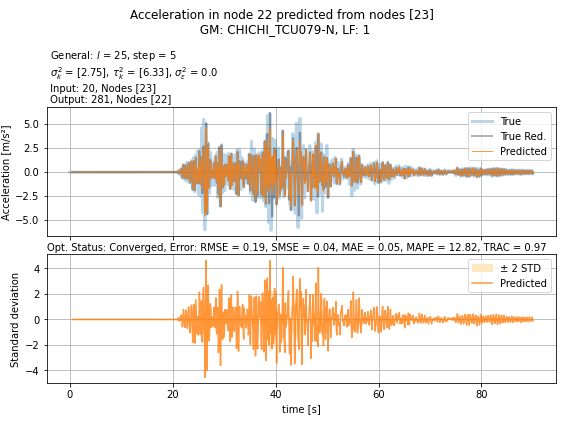 Acceleration in node 22 predicted from nodes [23]
GM: CHICHI_TCU079-N, LF: 1
General: l = 25, step = 5
σ²ₖ = [2.75], τ²ₖ = [6.33], σ²ε = 0.0
Input: 20, Nodes [23]
Output: 281, Nodes [22]
Acceleration [m/s²]
5.0
2.5
0.0
−2.5
−5.0
True
True Red.
Predicted
Opt. Status: Converged, Error: RMSE = 0.19, SMSE = 0.04, MAE = 0.05, MAPE = 12.82, TRAC = 0.97
Standard deviation
4
2
0
−2
−4
± 2 STD
Predicted
0 20 40 60 80
time [s]